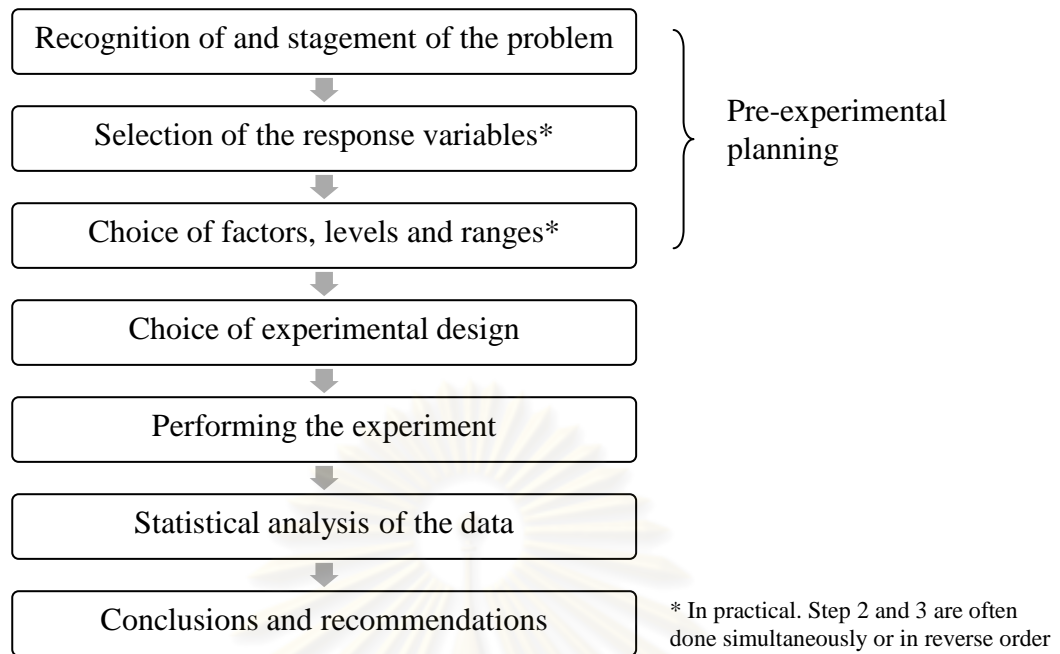 Recognition of and stagement of the problem
Selection of the response variables*
Pre-experimental
planning
Choice of factors, levels and ranges*
Choice of experimental design
Performing the experiment
Statistical analysis of the data
Conclusions and recommendations
* In practical. Step 2 and 3 are often
done simultaneously or in reverse order